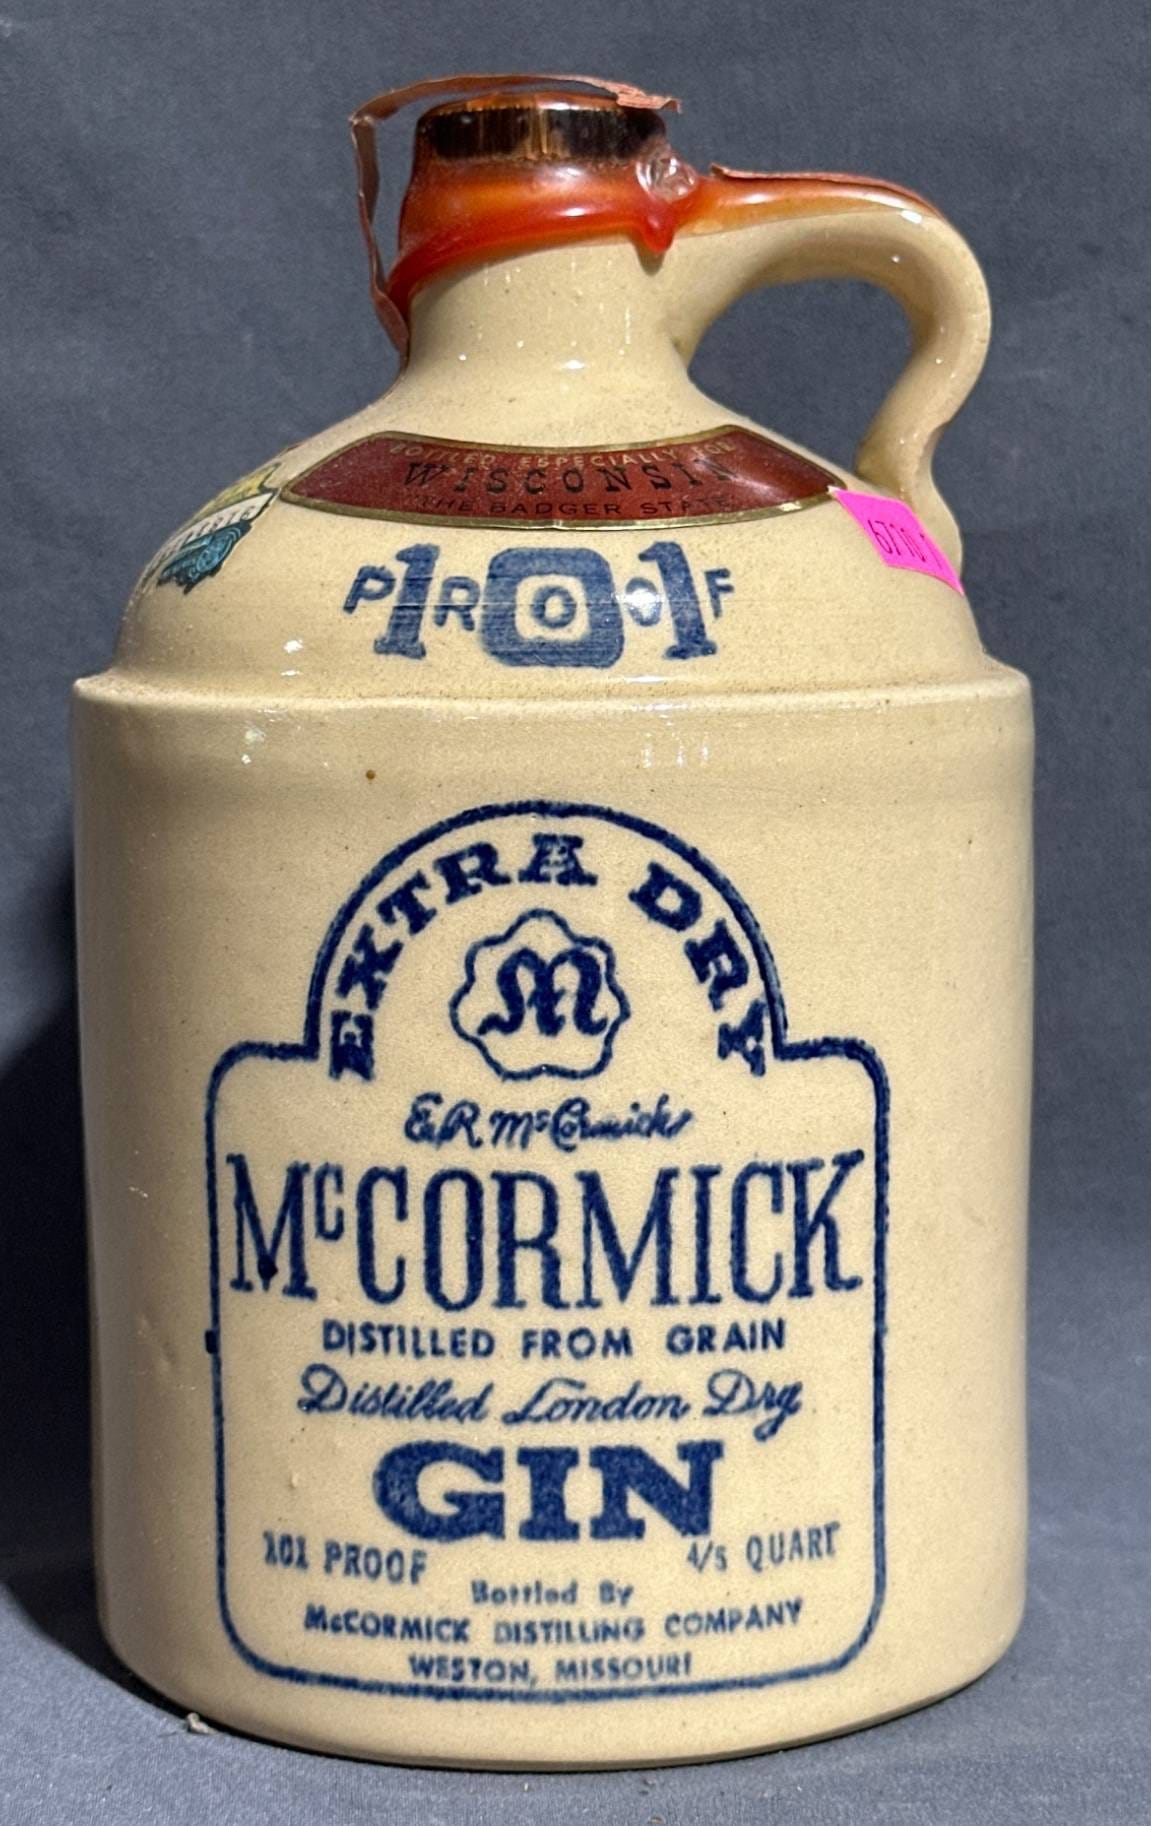 BOTTLED ESPECIALLY FOR
WISCONSIN
THE BADGER STATE
PROOF
101
EXTRA DRY
M
McCORMICK
DISTILLED FROM GRAIN
Distilled London Dry
GIN
101 PROOF
4/5 QUART
Bottled By
McCORMICK DISTILLING COMPANY
WESTON, MISSOURI